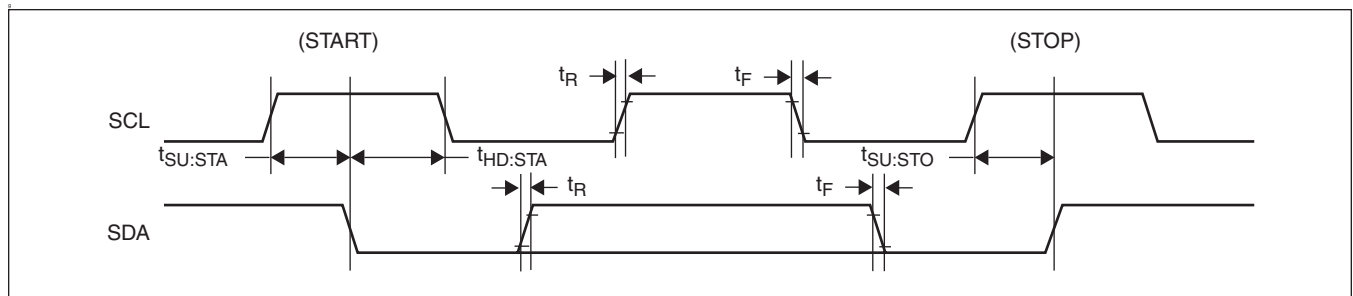 (START) (STOP)
tR tF
SCL
tSU:STA tHD:STA tSU:STO
tR tF
SDA